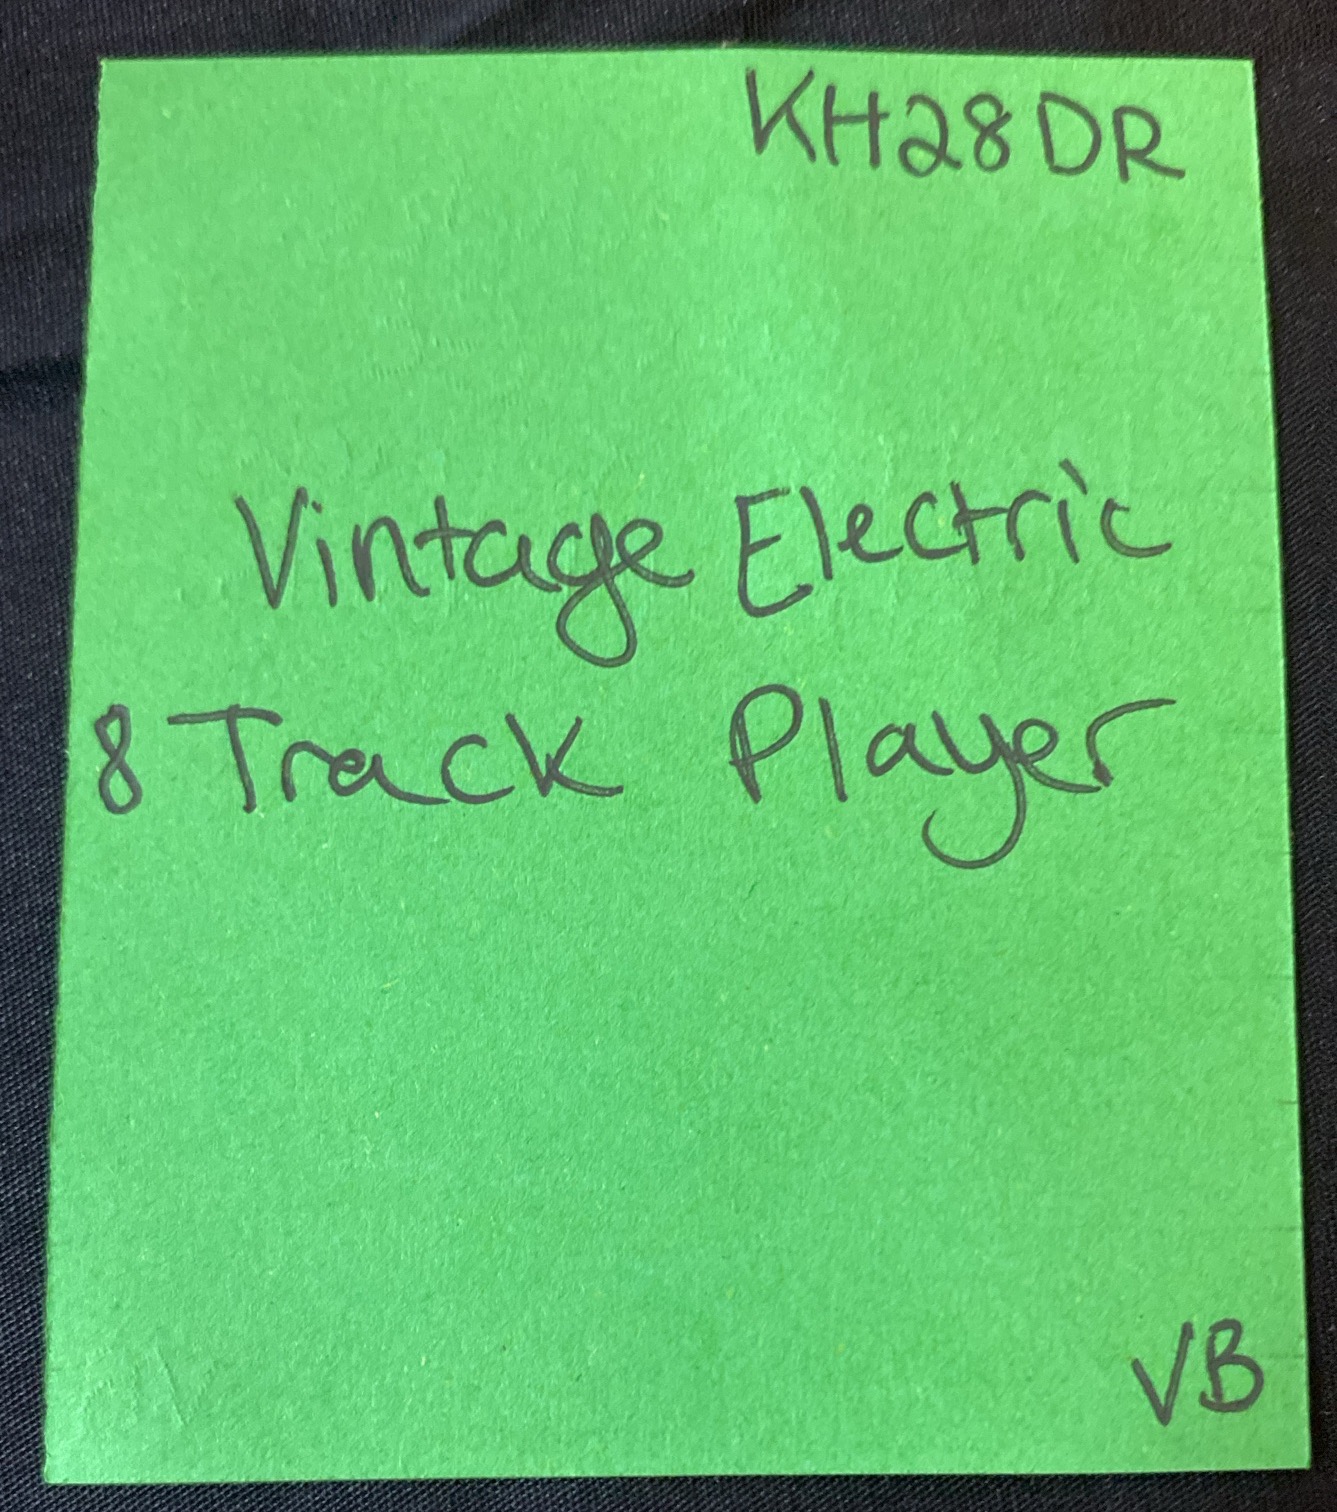 KH28DR
Vintage Electric
8 Track Player
VB